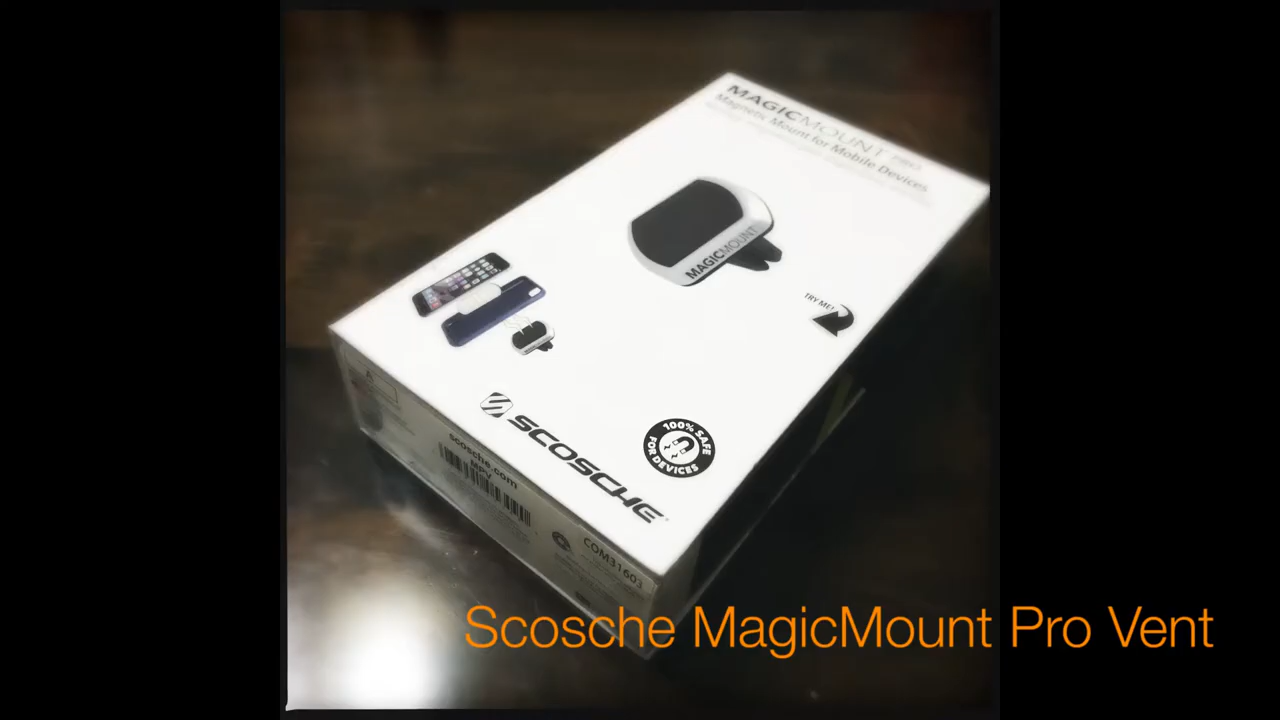 MAGICMOUNT PRO
Magnetic Mount for Mobile Devices
MAGICMOUNT
TRY ME!
SCOSCHE
100% SAFE
FOR DEVICES
scosche.com
MPV
COM31603
Scosche MagicMount Pro Vent